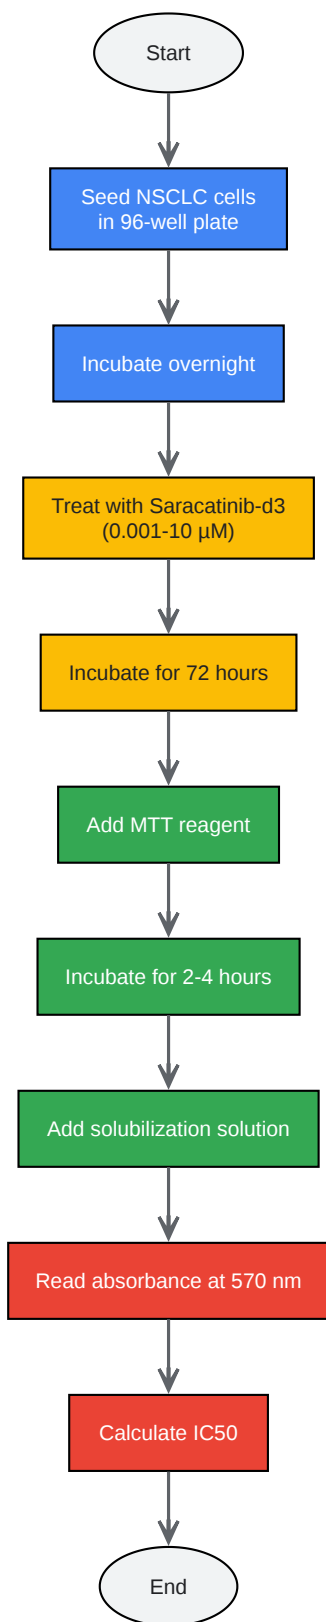 Start
Seed NSCLC cells
in 96-well plate
Incubate overnight
Treat with Saracatinib-d3
(0.001-10 µM)
Incubate for 72 hours
Add MTT reagent
Incubate for 2-4 hours
Add solubilization solution
Read absorbance at 570 nm
Calculate IC50
End